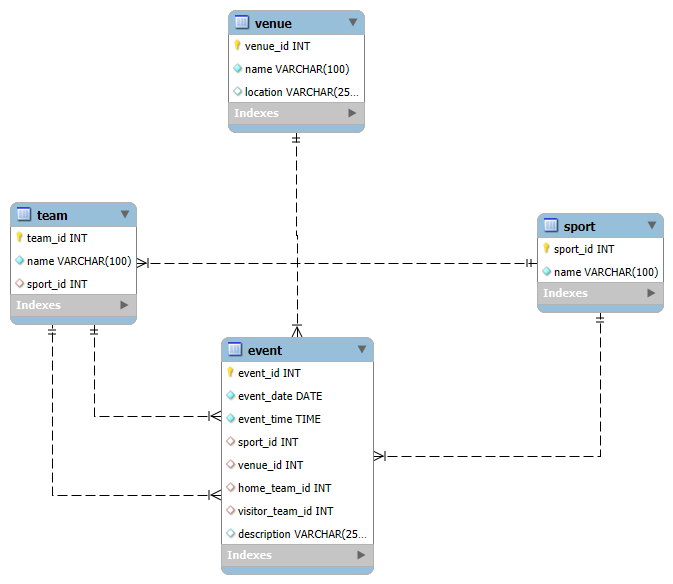 venue
venue_id INT
name VARCHAR(100)
location VARCHAR(25...
Indexes
team
team_id INT
name VARCHAR(100)
sport_id INT
Indexes
sport
sport_id INT
name VARCHAR(100)
Indexes
event
event_id INT
event_date DATE
event_time TIME
sport_id INT
venue_id INT
home_team_id INT
visitor_team_id INT
description VARCHAR(25...
Indexes